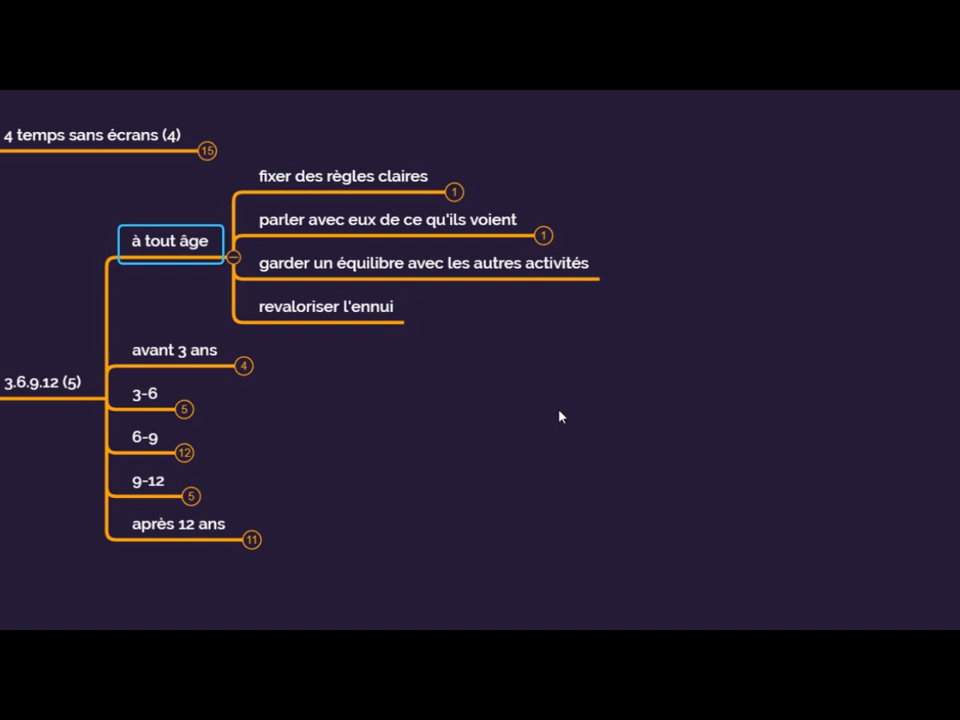 4 temps sans écrans (4)
15
fixer des règles claires
1
parler avec eux de ce qu'ils voient
1
à tout âge
garder un équilibre avec les autres activités
revaloriser l'ennui
avant 3 ans
4
3.6.9.12 (5)
3-6
5
6-9
12
9-12
5
après 12 ans
11